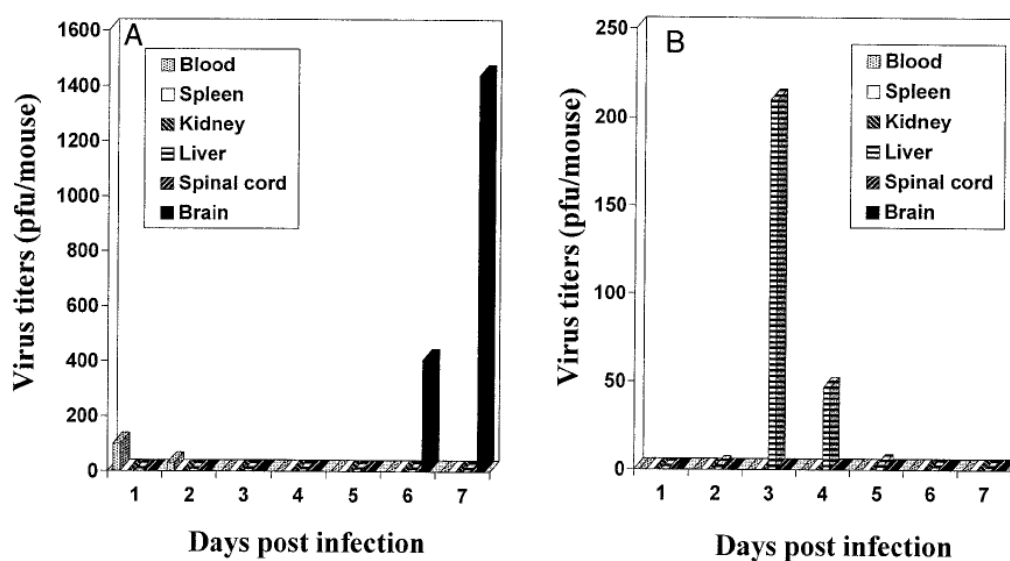 A
1600
1400
1200
1000
800
600
400
200
0
Virus titers (pfu/mouse)
Blood
Spleen
Kidney
Liver
Spinal cord
Brain
1 2 3 4 5 6 7
Days post infection
B
250
200
150
200
50
0
Virus titers (pfu/mouse)
Blood
Spleen
Kidney
Liver
Spinal cord
Brain
1 2 3 4 5 6 7
Days post infection